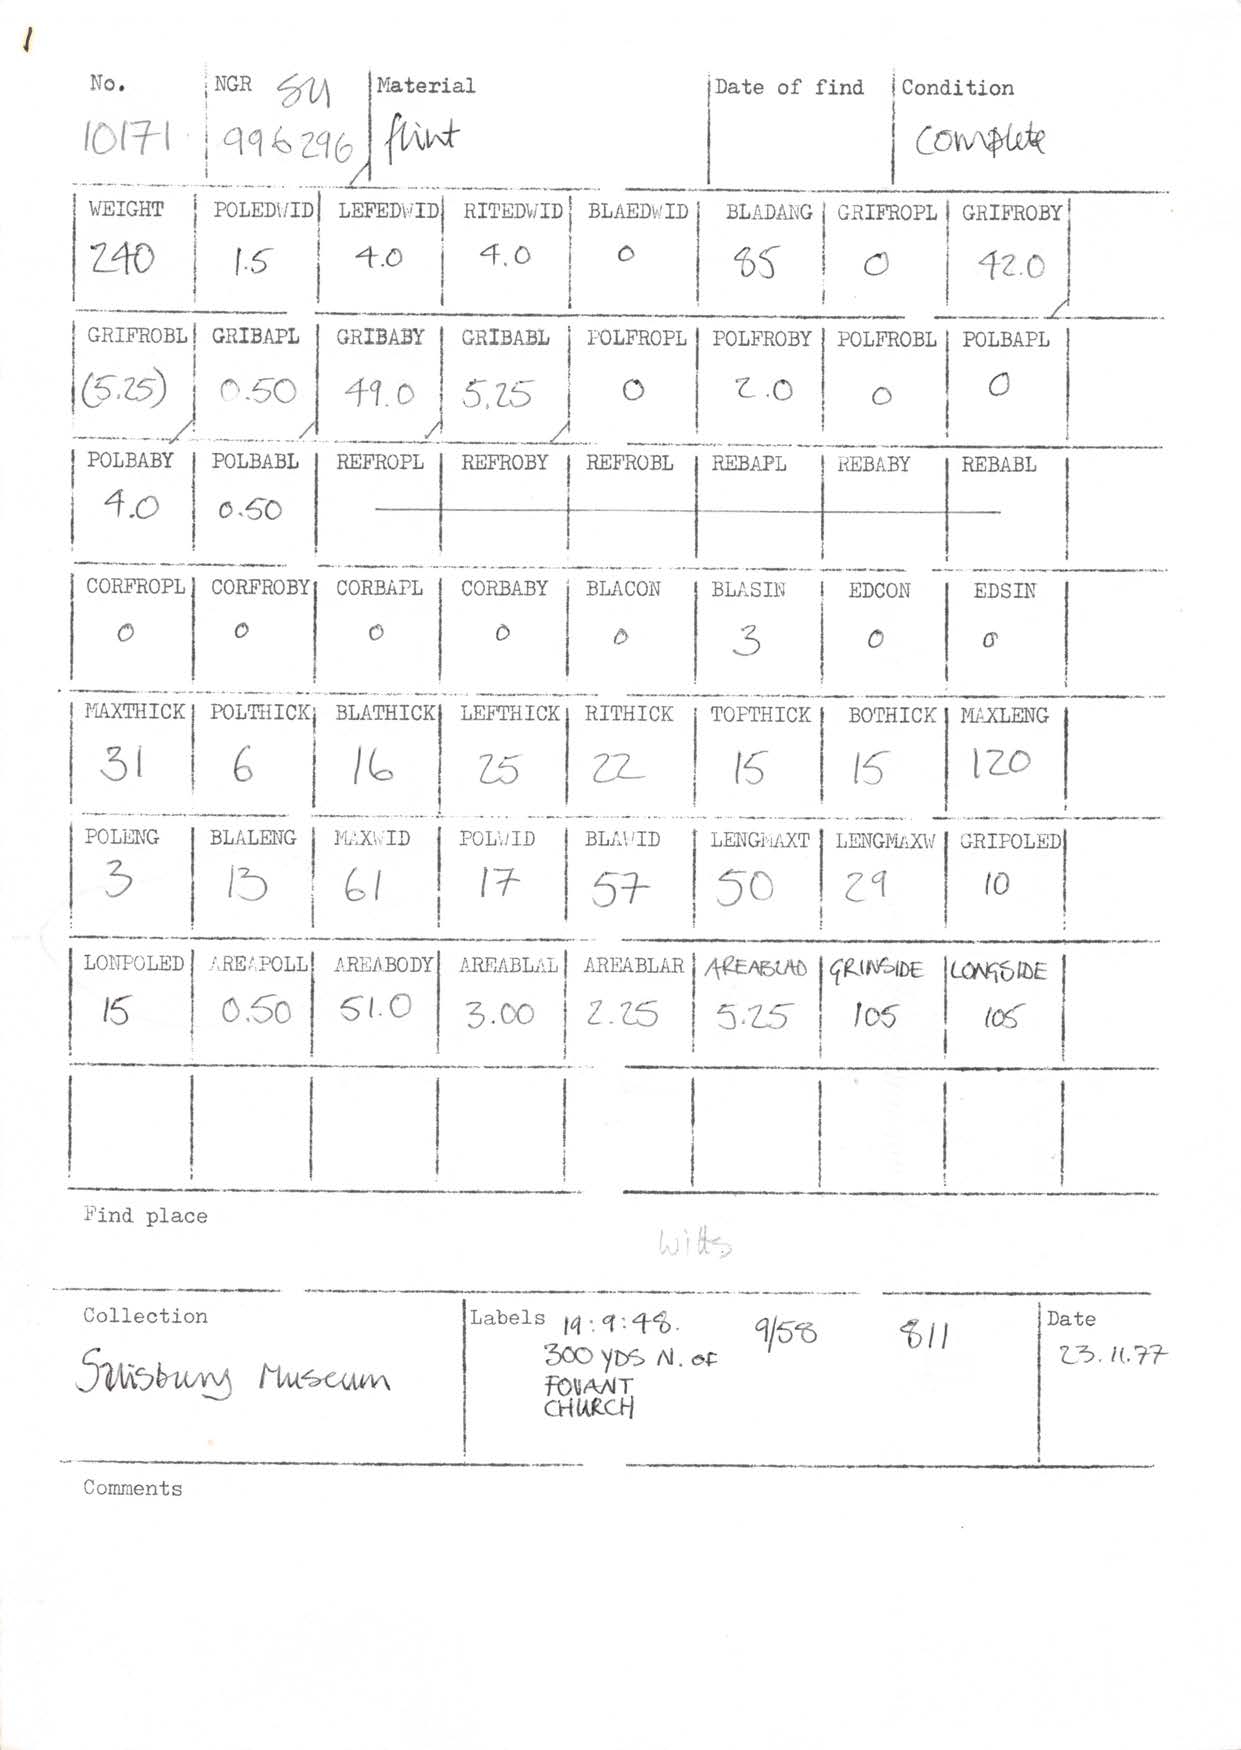 1
No. NGR SU Material Date of find Condition
10171 996296 flint complete
WEIGHT POLEDWID LEFEDWID RITEDWID BLAEDWID BLADANG GRIFROPL GRIFROBY
240 1.5 4.0 4.0 0 85 0 42.0
GRIFROBL GRIBAPL GRIBABY GRIBABL POLFROPL POLFROBY POLFROBL POLBAPL
(5.25) 0.50 49.0 5.25 0 2.0 0 0
POLBABY POLBABL REFROPL REFROBY REFROBL REBAPL REBABY REBABL
4.0 0.50
CORFROPL CORFROBY CORBAPL CORBABY BLACON BLASIN EDCON EDSIN
0 0 0 0 0 3 0 0
MAXTHICK POLTHICK BLATHICK LEFTHICK RITHICK TOPTHICK BOTHICK MAXLENG
31 6 16 25 22 15 15 120
POLENG BLALENG MAXWID POLWID BLAWID LENGMAXT LENGMAXW GRIPOLED
3 13 61 17 57 50 29 10
LONPOLED AREAPOLL AREABODY AREABLAL AREABLAR AREABLAD GRINSIDE LONGSIDE
15 0.50 51.0 3.00 2.25 5.25 105 105
Find place
Wilts
Collection Labels 19:9:48. 9/58 811 Date
Salisbury Museum 300 YDS N. OF 23.11.77
FOVANT
CHURCH
Comments